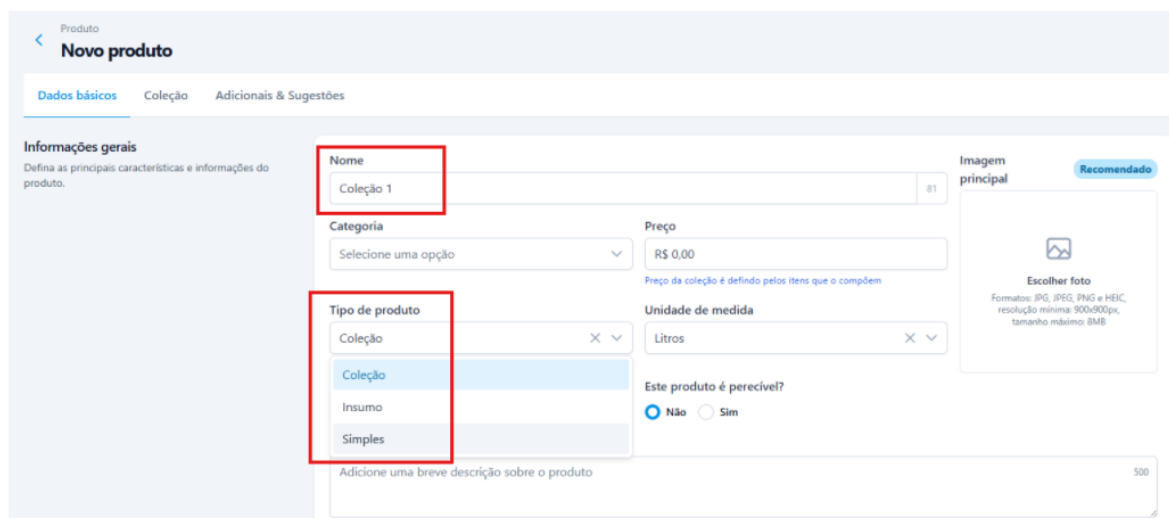 Produto
Novo produto
Dados básicos
Coleção
Adicionais & Sugestões
Informações gerais
Defina as principais características e informações do
produto.
Nome
Coleção 1
81
Imagem
principal
Recomendado
Categoria
Selecione uma opção
Preço
R$ 0,00
Preço da coleção é defindo pelos itens que o compõem
Escolher foto
Formatos: JPG, JPEG, PNG e HEIC,
resolução mínima: 900x900px,
tamanho máximo: 8MB
Tipo de produto
Coleção
Unidade de medida
Litros
Coleção
Insumo
Simples
Este produto é perecível?
Não
Sim
Adicione uma breve descrição sobre o produto
500